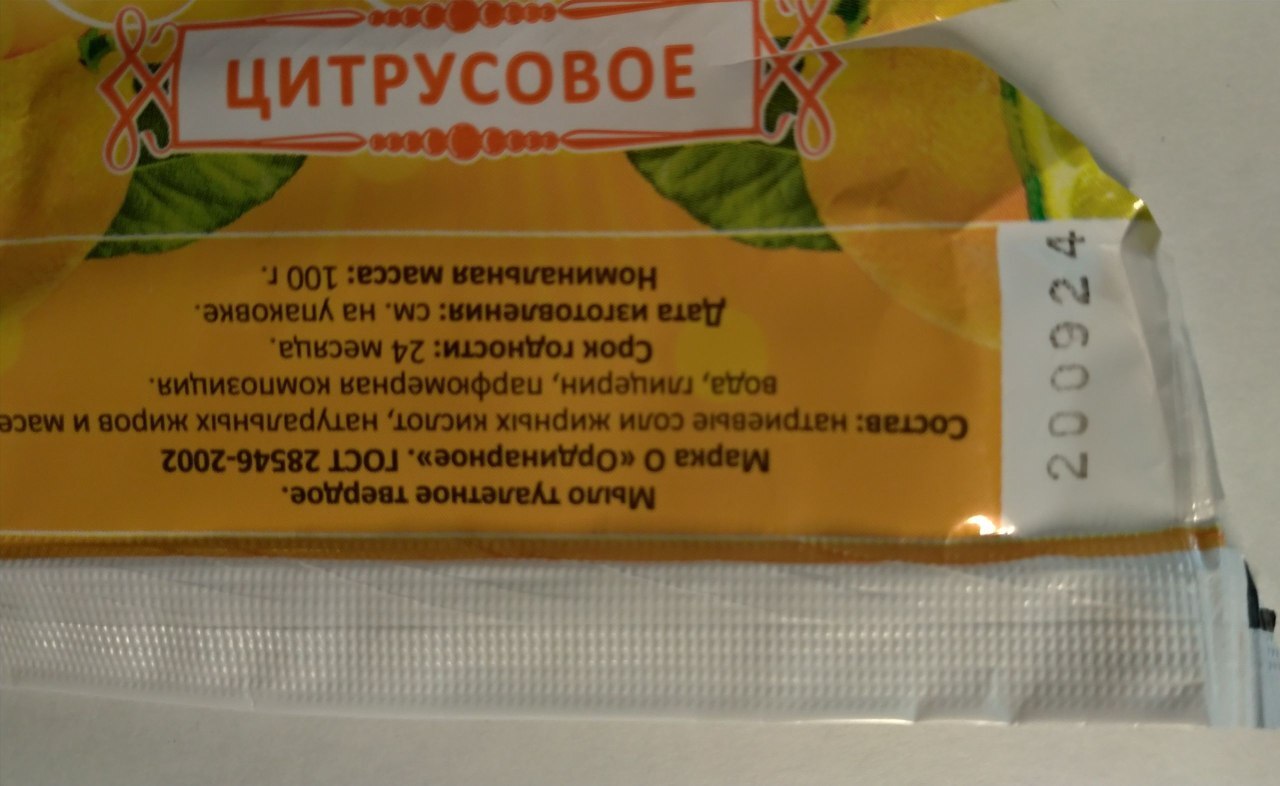 ЦИТРУСОВОЕ
Мыло туалетное твердое.
Марка О «Ординарное». ГОСТ 28546-2002
Состав: натриевые соли жирных кислот, натуральных жиров и масе
вода, глицерин, парфюмерная композиция.
Срок годности: 24 месяца.
Дата изготовления: см. на упаковке.
Номинальная масса: 100 г.
200924